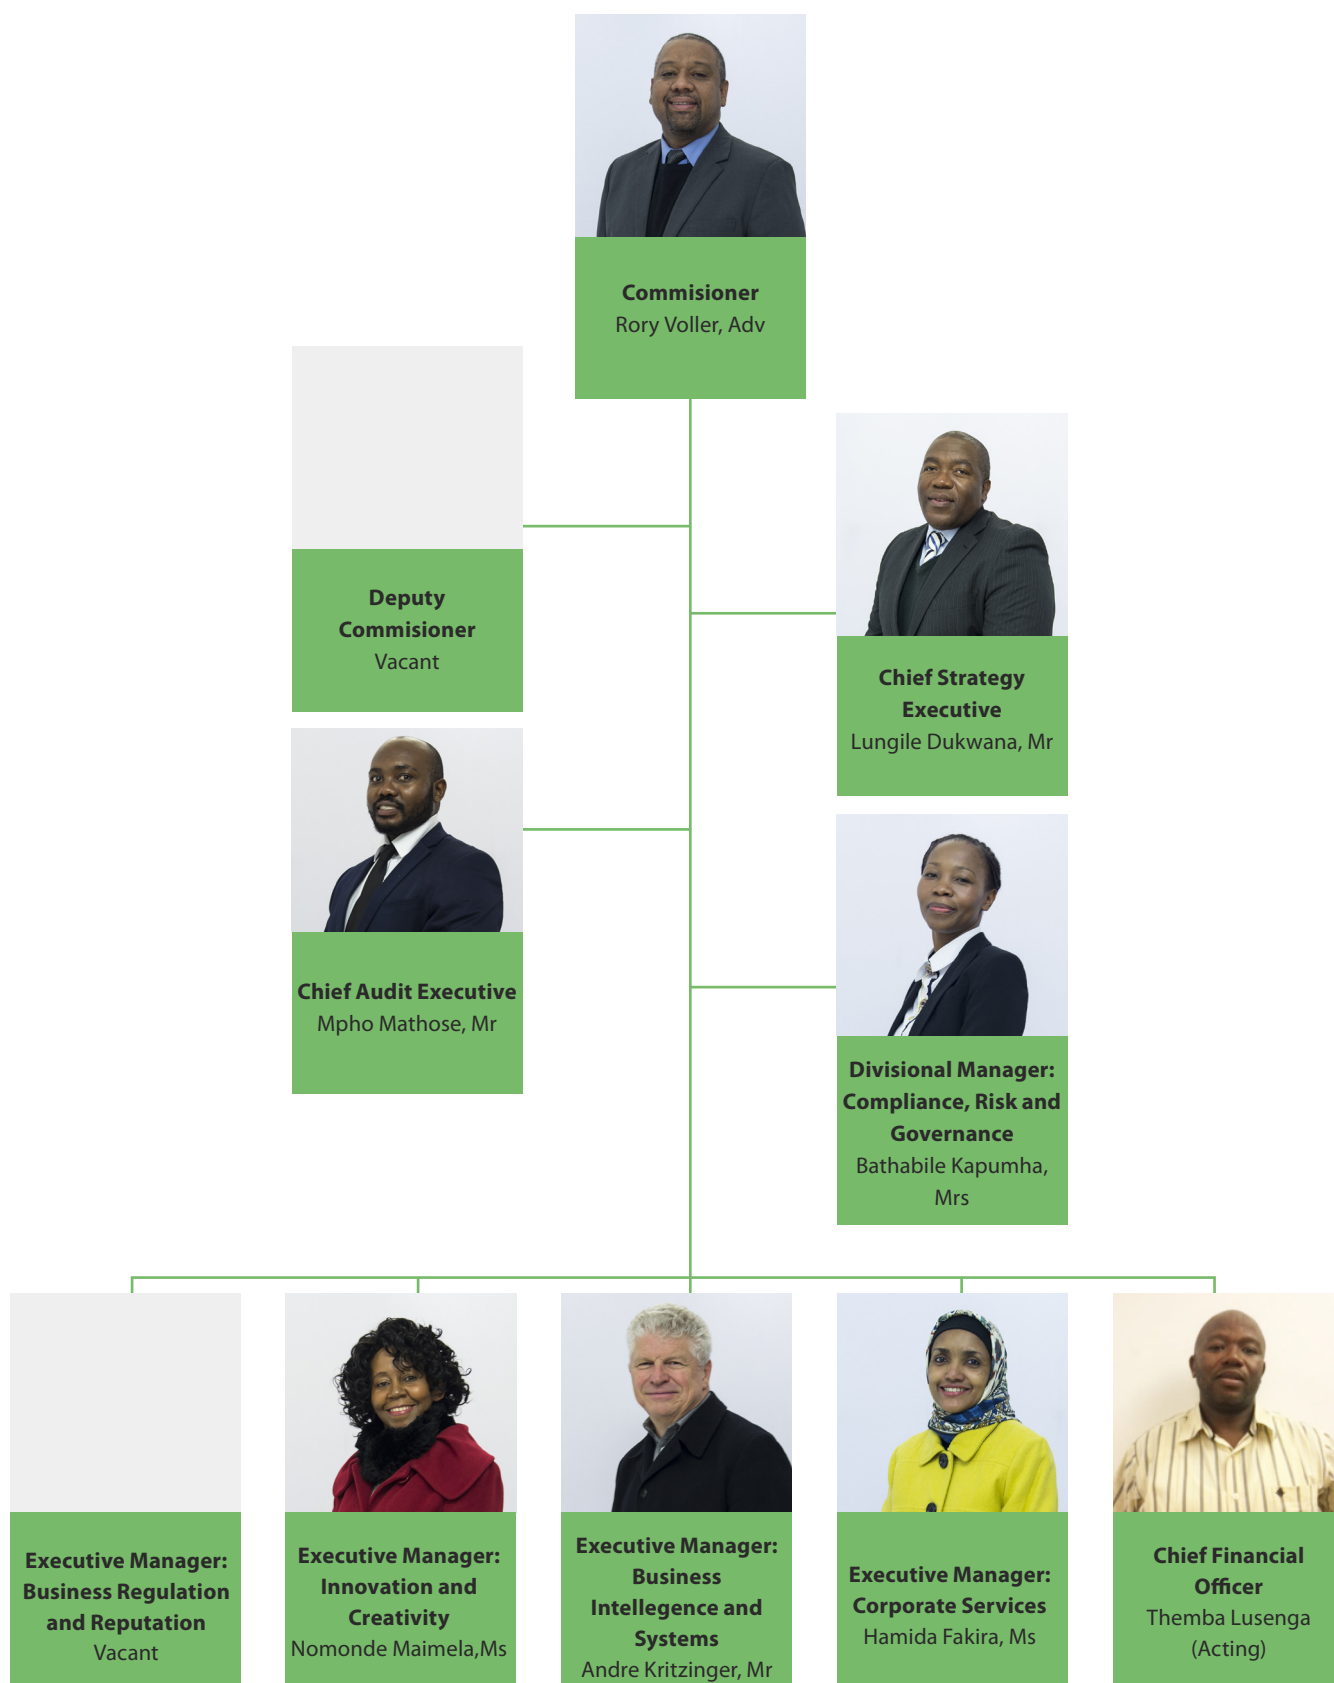 Commisioner
Rory Voller, Adv
Deputy
Commisioner
Vacant
Chief Strategy
Executive
Lungile Dukwana, Mr
Chief Audit Executive
Mpho Mathose, Mr
Divisional Manager:
Compliance, Risk and
Governance
Bathabile Kapumha,
Mrs
Executive Manager:
Business Regulation
and Reputation
Vacant
Executive Manager:
Innovation and
Creativity
Nomonde Maimela,Ms
Executive Manager:
Business
Intellegence and
Systems
Andre Kritzinger, Mr
Executive Manager:
Corporate Services
Hamida Fakira, Ms
Chief Financial
Officer
Themba Lusenga
(Acting)